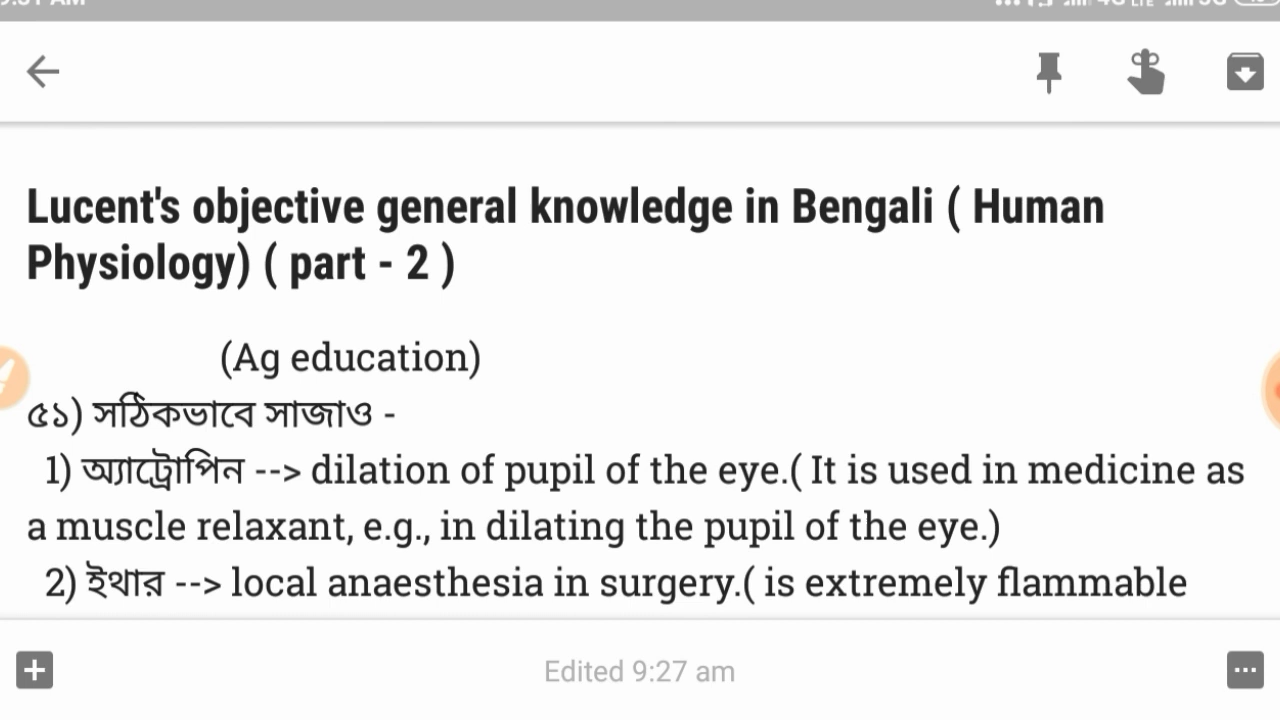 Lucent's objective general knowledge in Bengali ( Human
Physiology) ( part - 2 )
(Ag education)
৫১) সঠিকভাবে সাজাও -
1) অ্যাট্রোপিন --> dilation of pupil of the eye.( It is used in medicine as
a muscle relaxant, e.g., in dilating the pupil of the eye.)
2) ইথার --> local anaesthesia in surgery.( is extremely flammable
Edited 9:27 am